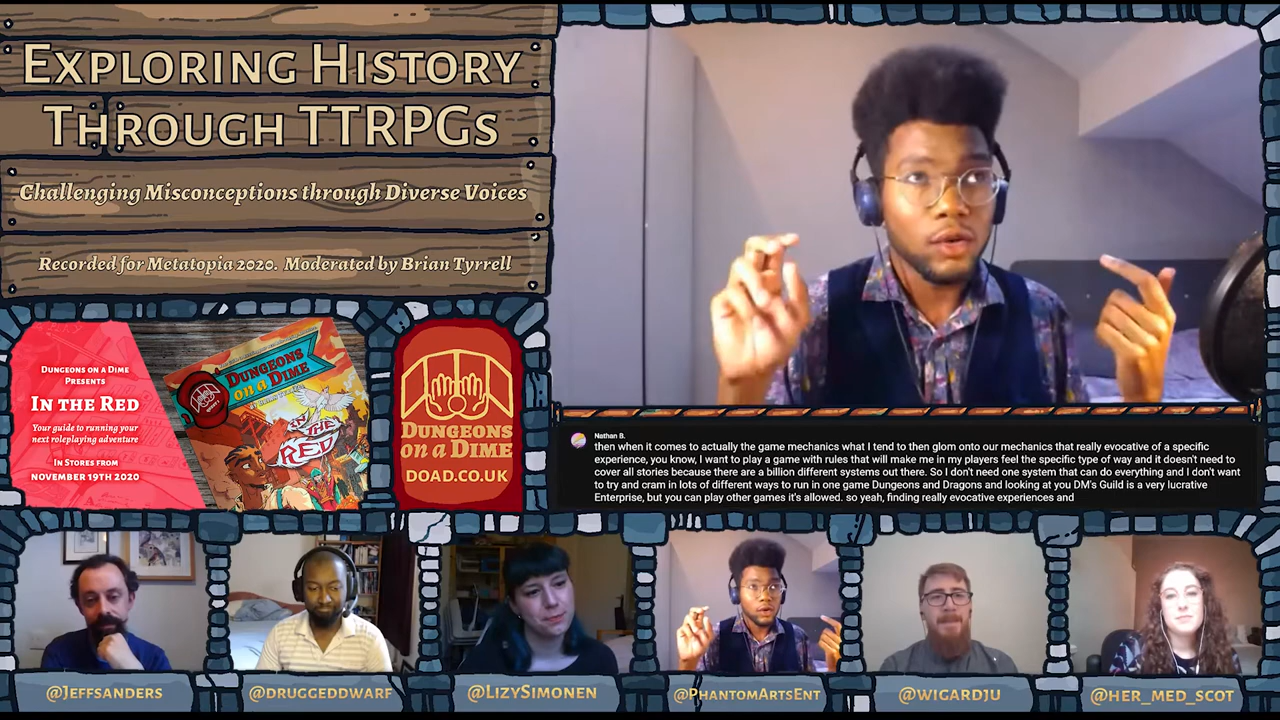 Exploring History
Through TTRPGs
Challenging Misconceptions through Diverse Voices
Recorded for Metatopia 2020. Moderated by Brian Tyrrell
Dungeons on a Dime
Presents
In the Red
Your guide to running your
next roleplaying adventure
In Stores from
November 19th 2020
Dungeons
on a Dime
IN THE
RED
Dungeons
on a Dime
DOAD.CO.UK
Nathan B.
then when it comes to actually the game mechanics what I tend to then glom onto our mechanics that really evocative of a specific
experience, you know, I want to play a game with rules that will make me in my players feel the specific type of way and it doesn't need to
cover all stories because there are a billion different systems out there. So I don't need one system that can do everything and I don't want
to try and cram in lots of different ways to run in one game Dungeons and Dragons and looking at you DM's Guild is a very lucrative
Enterprise, but you can play other games it's allowed. so yeah, finding really evocative experiences and
@Jeffsanders
@druggeddwarf
@LizySimonen
@PhantomArtsEnt
@wigardju
@her_med_scot